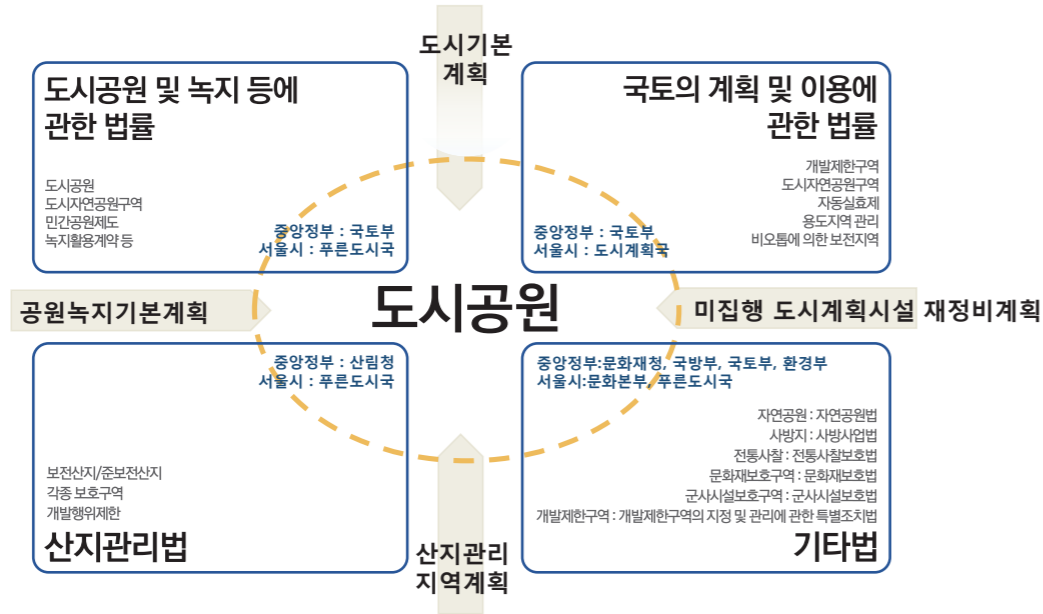 도시기본
계획
도시공원 및 녹지 등에
관한 법률
도시공원
도시자연공원구역
민간공원제도
녹지활용계약 등
중앙정부 : 국토부
서울시 : 푸른도시국
국토의 계획 및 이용에
관한 법률
개발제한구역
도시자연공원구역
자동실효제
용도지역 관리
비오톱에 의한 보전지역
중앙정부 : 국토부
서울시 : 도시계획국
공원녹지기본계획
도시공원
미집행 도시계획시설 재정비계획
중앙정부 : 산림청
서울시 : 푸른도시국
보전산지/준보전산지
각종 보호구역
개발행위제한
산지관리법
중앙정부:문화재청, 국방부, 국토부, 환경부
서울시:문화본부, 푸른도시국
자연공원 : 자연공원법
사방지 : 사방사업법
전통사찰 : 전통사찰보호법
문화재보호구역 : 문화재보호법
군사시설보호구역 : 군사시설보호법
개발제한구역 : 개발제한구역의 지정 및 관리에 관한 특별조치법
기타법
산지관리
지역계획